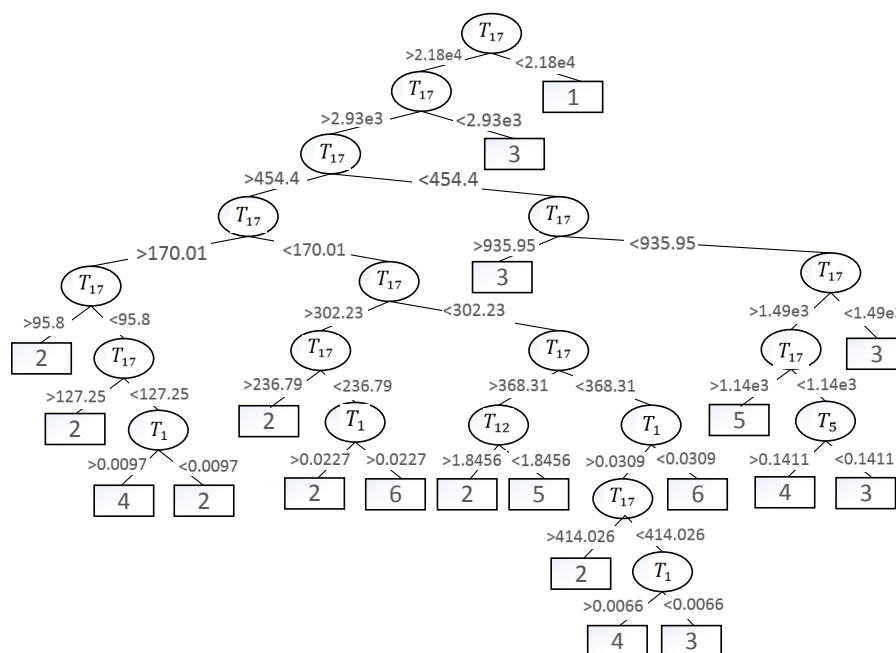 T17
>2.18e4 <2.18e4
T17 1
>2.93e3 <2.93e3
T17 3
>454.4 <454.4
T17 T17
>170.01 <170.01 >935.95 <935.95
T17 T17 3 T17
>95.8 <95.8 >302.23 <302.23 >1.49e3 <1.49e
2 T17 T17 T17 T17 3
>127.25 <127.25 >236.79 <236.79 >368.31 <368.31 >1.14e3 <1.14e3
2 T1 2 T1 T12 T1 5 T5
>0.0097 <0.0097 >0.0227 >0.0227 >1.8456 <1.8456 >0.0309 <0.0309 >0.1411 <0.1411
4 2 2 6 2 5 T17 6 4 3
>414.026 <414.026
2 T1
>0.0066 <0.0066
4 3